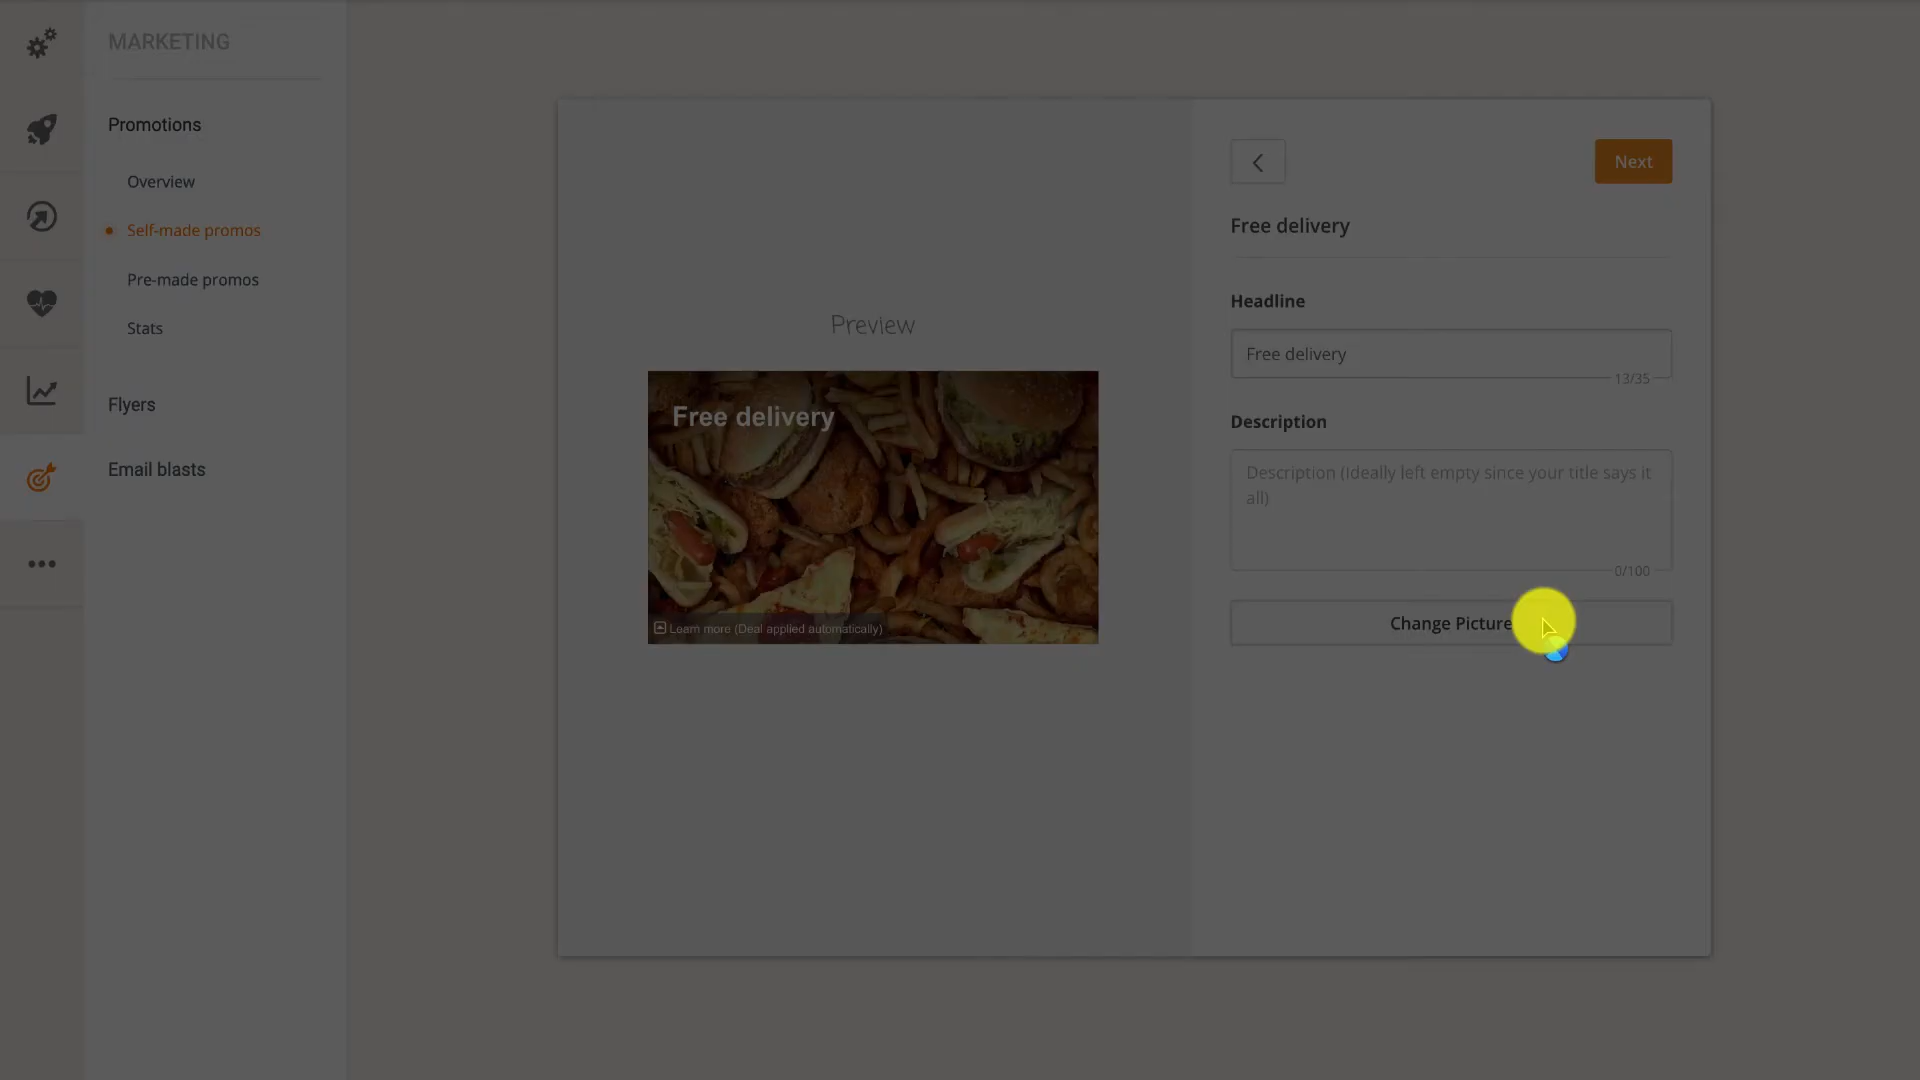 MARKETING
Promotions
Overview
Self-made promos
Pre-made promos
Stats
Flyers
Email blasts
Preview
Free delivery
Learn more (Deal applied automatically)
Next
Free delivery
Headline
Free delivery
13/35
Description
Description (ideally left empty since your title says it
all)
0/100
Change Picture